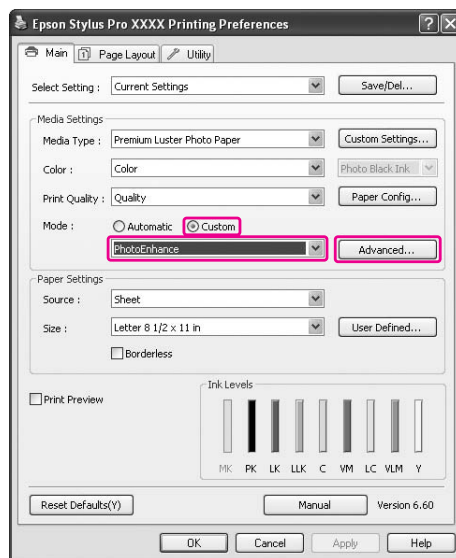 Epson Stylus Pro XXXX Printing Preferences
Main Page Layout Utility
Select Setting : Current Settings Save/Del...
Media Settings
Media Type : Premium Luster Photo Paper Custom Settings...
Color : Color Photo Black Ink
Print Quality : Quality Paper Config...
Mode : Automatic Custom
PhotoEnhance Advanced...
Paper Settings
Source : Sheet
Size : Letter 8 1/2 x 11 in User Defined...
Borderless
Print Preview
Ink Levels
MK PK LK LLK C VM LC VLM Y
Reset Defaults(Y) Manual Version 6.60
OK Cancel Apply Help